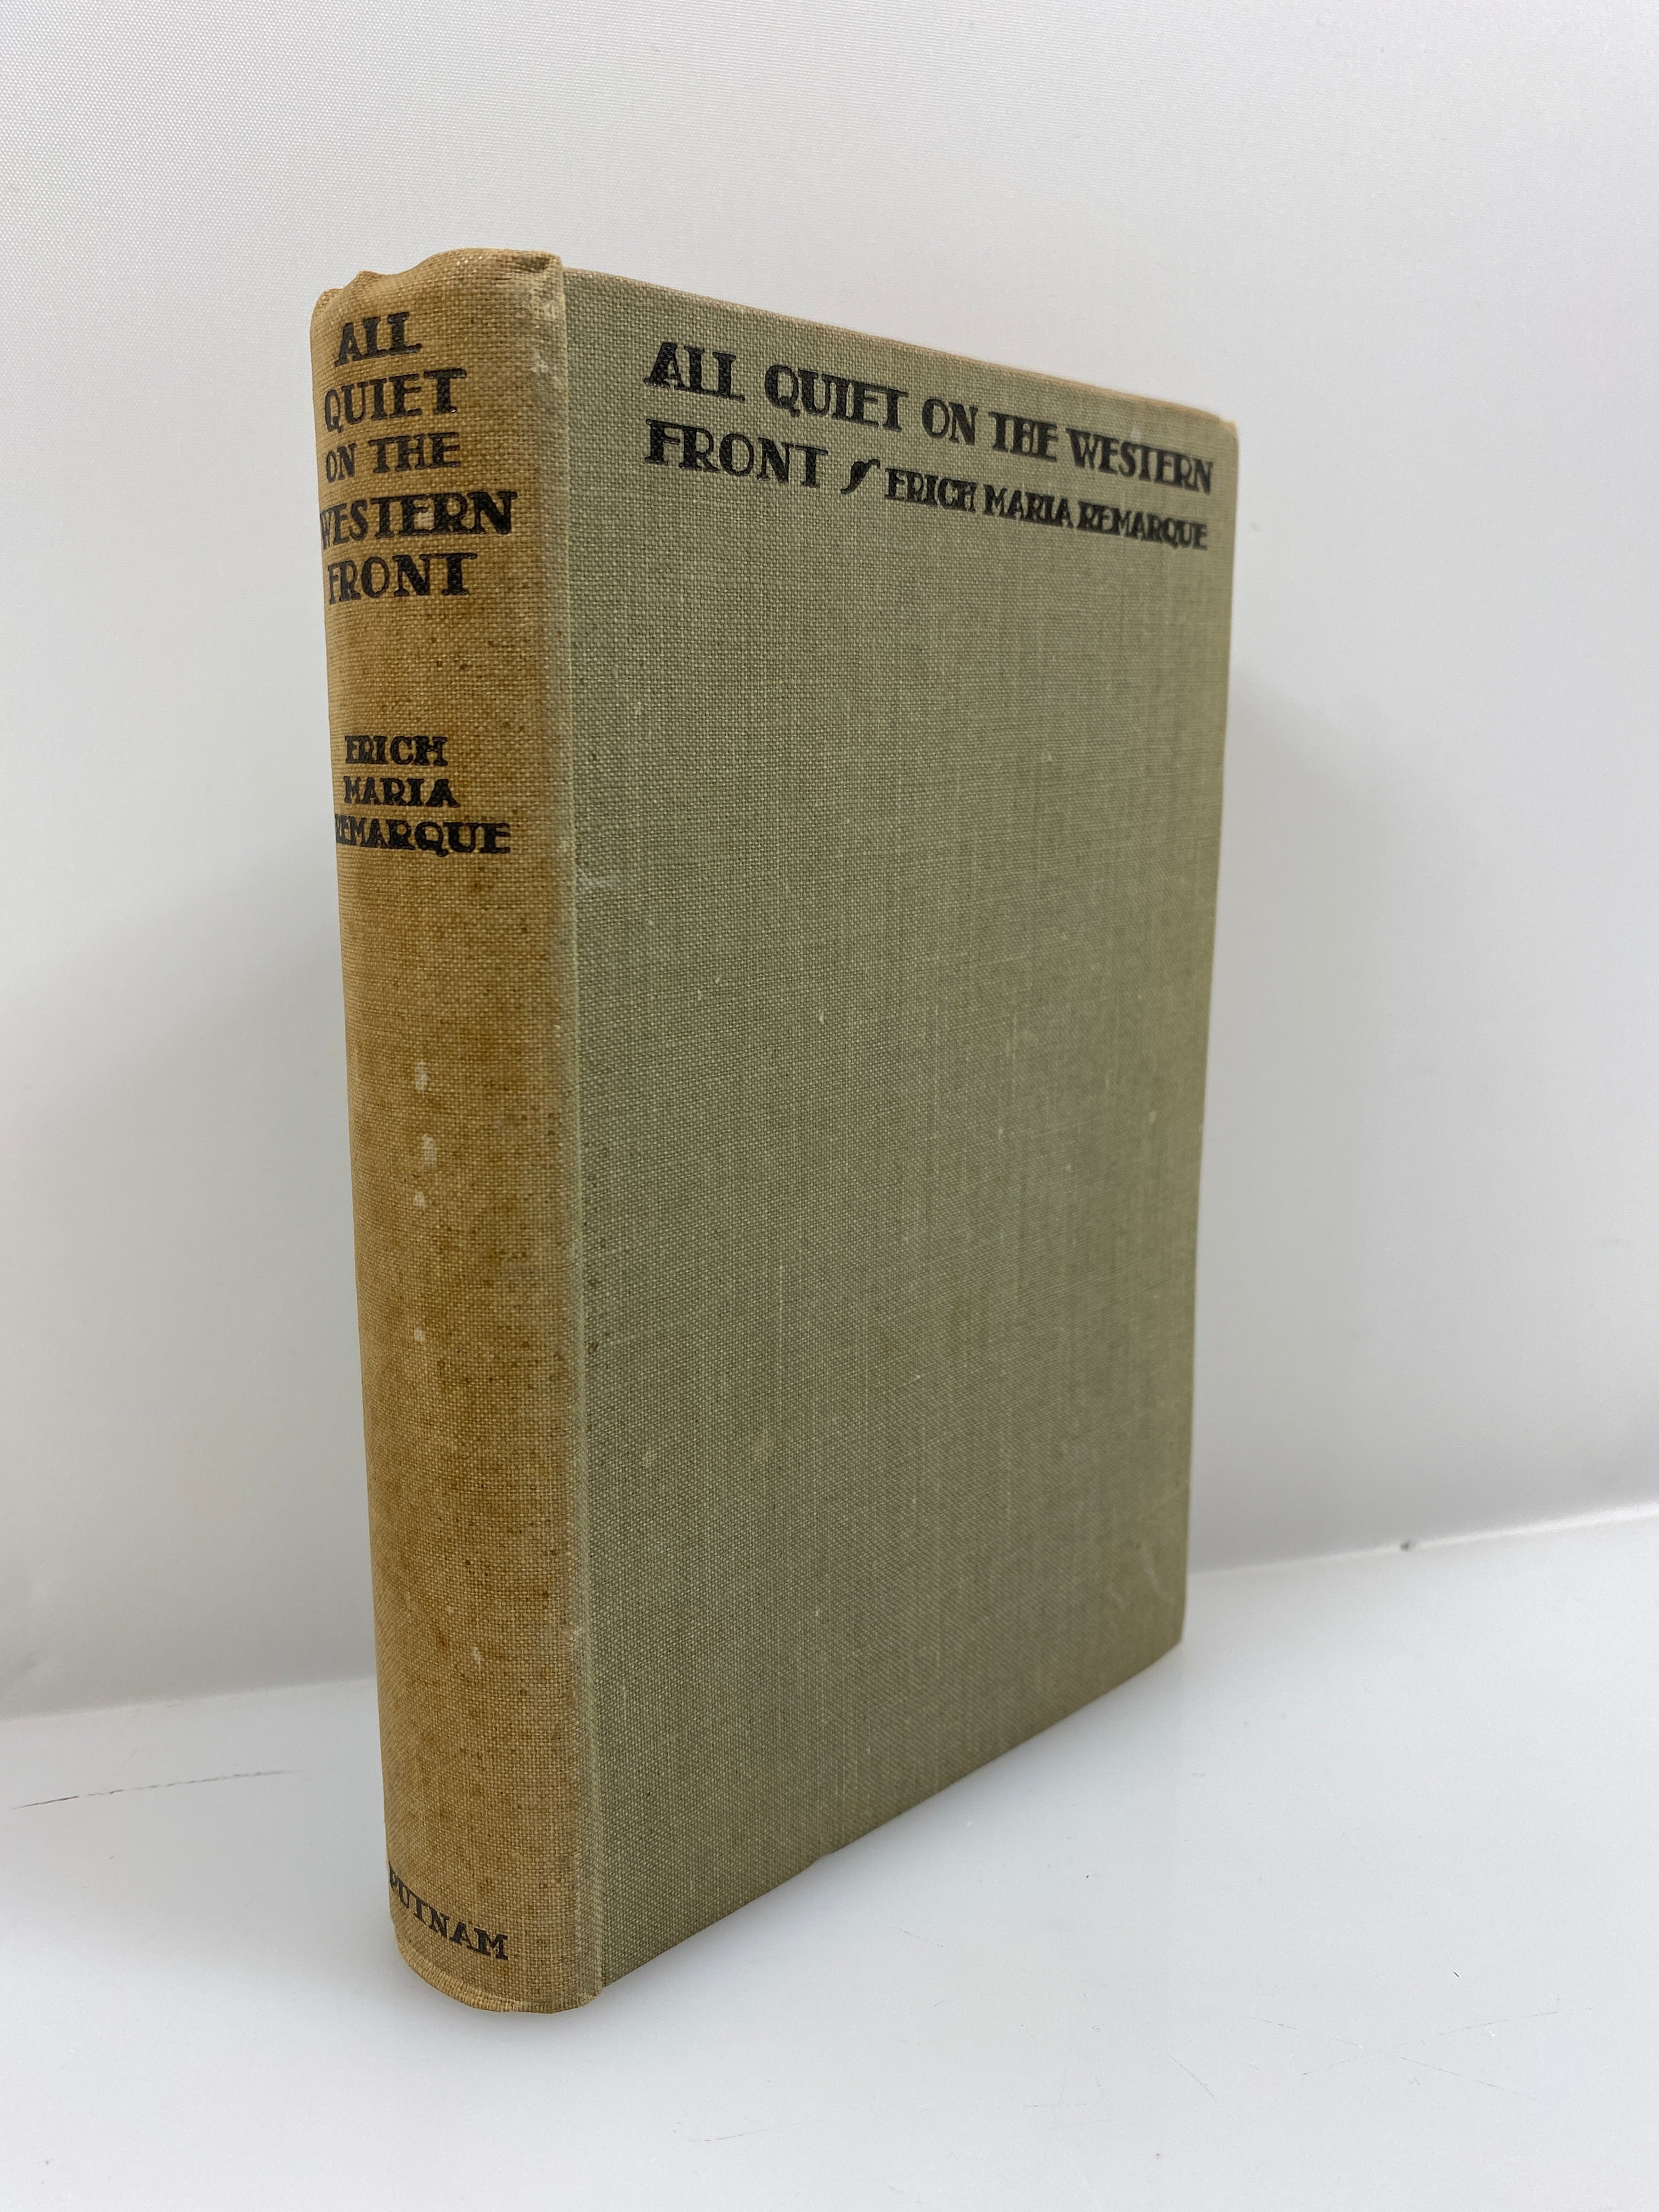 ALL
QUIET
ON THE
WESTERN
FRONT
ERICH
MARIA
REMARQUE
PUTNAM
ALL QUIET ON THE WESTERN
FRONT ERICH MARIA REMARQUE